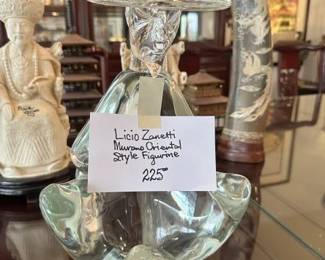 Licio Zanetti
Murano Oriental
Style Figurine
225⁰⁰